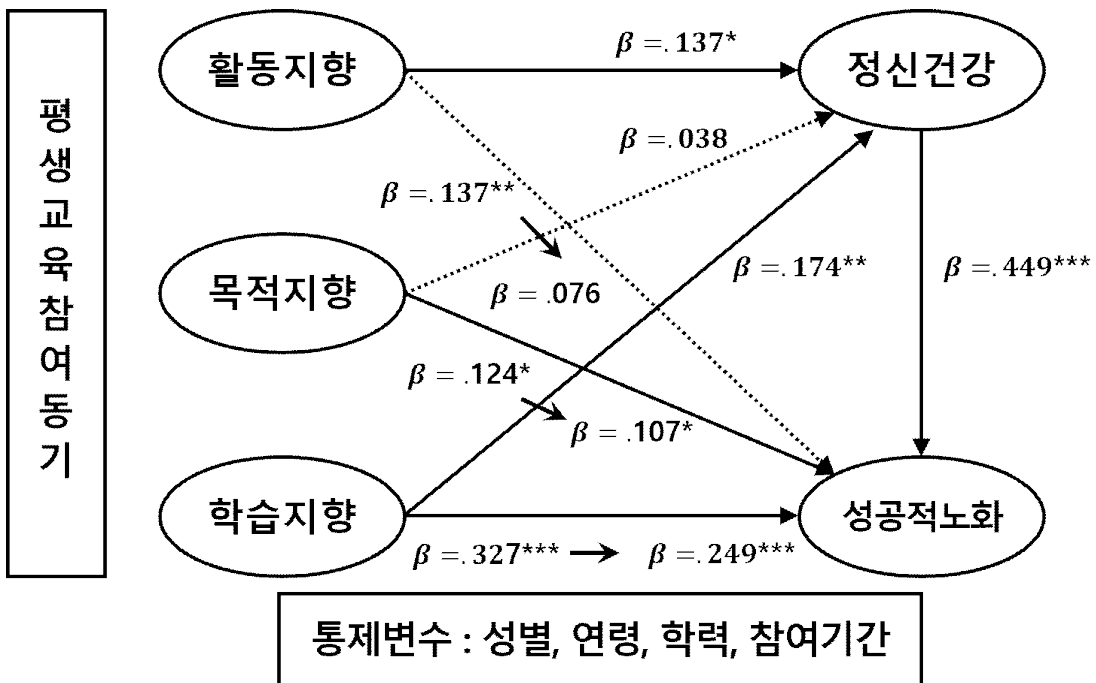 평생교육참여동기
활동지향
β =.137*
정신건강
β =.038
β =.137**
목적지향
β = .076
β =.174**
β =.449***
β = .124*
β = .107*
학습지향
성공적노화
β =.327***
β =.249***
통제변수 : 성별, 연령, 학력, 참여기간